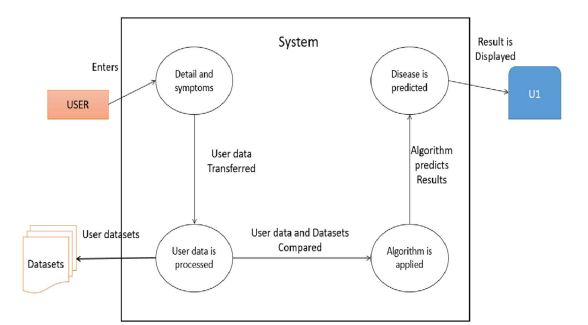 System
Result is
Displayed
Enters
Detail and
symptoms
Disease is
predicted
USER
U1
User data
Transferred
Algorithm
predicts
Results
User datasets
User data and Datasets
Compared
Datasets
User data is
processed
Algorithm is
applied